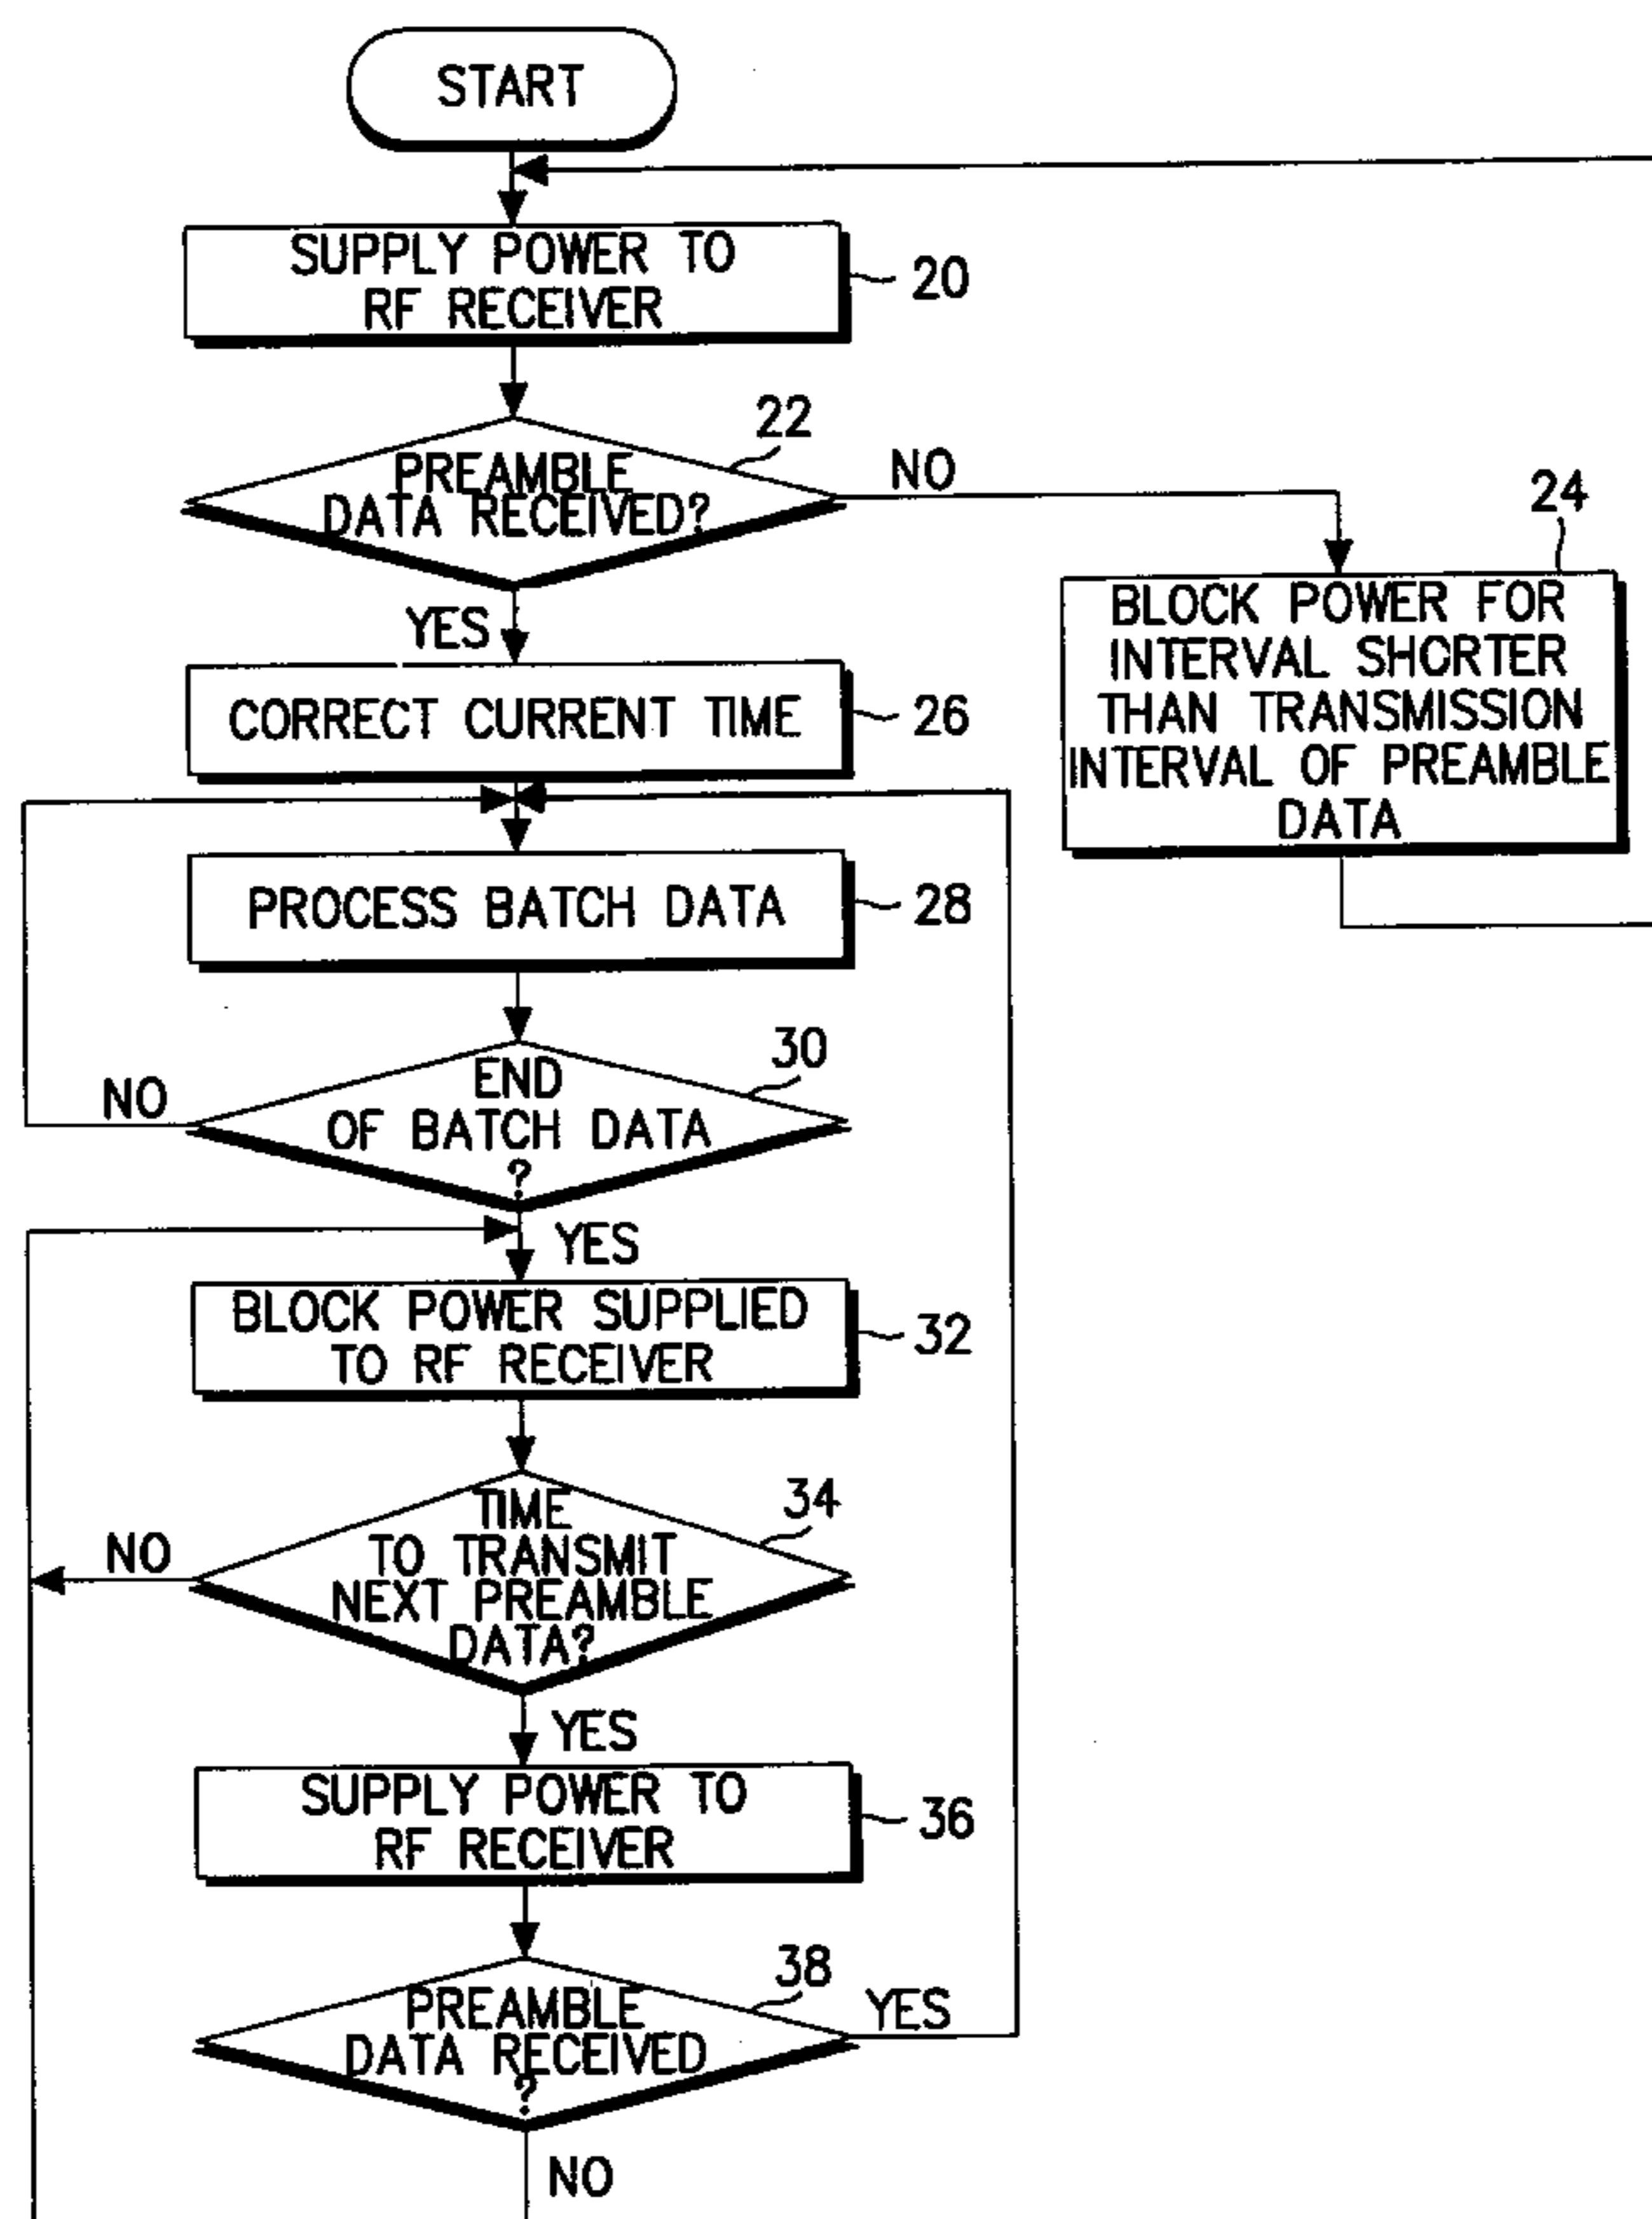 START
SUPPLY POWER TO
RF RECEIVER
20
22
PREAMBLE
DATA RECEIVED?
NO
24
BLOCK POWER FOR
INTERVAL SHORTER
THAN TRANSMISSION
INTERVAL OF PREAMBLE
DATA
YES
CORRECT CURRENT TIME
26
PROCESS BATCH DATA
28
30
END
OF BATCH DATA
?
NO
YES
BLOCK POWER SUPPLIED
TO RF RECEIVER
32
34
TIME
TO TRANSMIT
NEXT PREAMBLE
DATA?
NO
YES
SUPPLY POWER TO
RF RECEIVER
36
38
PREAMBLE
DATA RECEIVED
?
YES
NO